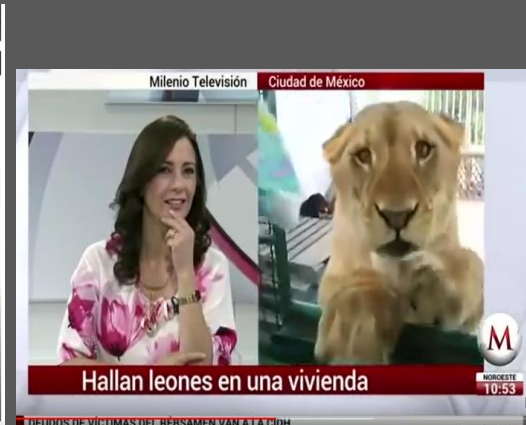 Milenio Televisión
Ciudad de México
Hallan leones en una vivienda
M
NOROESTE
10:53
DEUDOS DE VÍCTIMAS DEL RÉBSAMEN VAN A LA CIDH